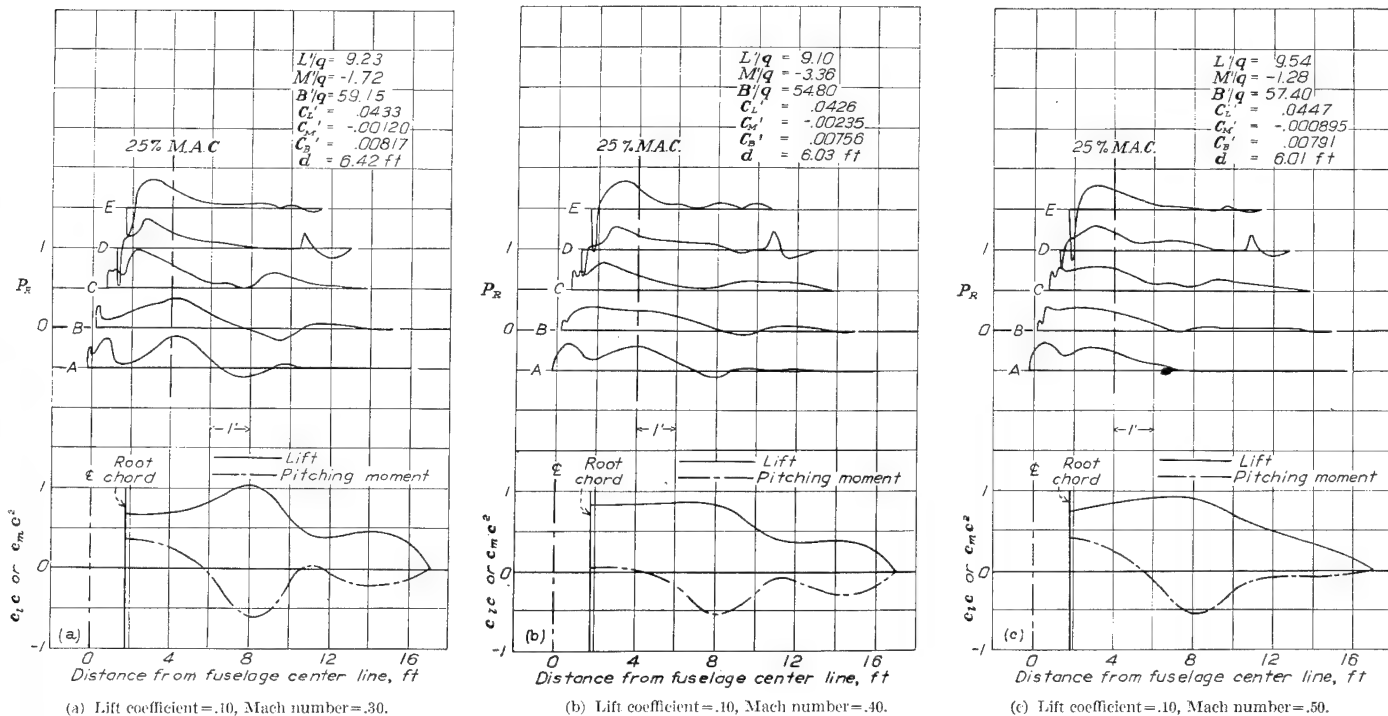 L'/q = 9.23
M'/q = -1.72
B'/q = 59.15
C_L' = .0433
C_M' = -.00120
C_B' = .00817
d = 6.42 ft
25% M.A.C.
E
1
D
P_R
C
0
B
A
1'
℄
Root chord
Lift
Pitching moment
1
c_l c or c_m c²
0
-1
(a)
0 4 8 12 16
Distance from fuselage center line, ft
(a) Lift coefficient=.10, Mach number=.30.
L'/q = 9.10
M'/q = -3.36
B'/q = 54.80
C_L' = .0426
C_M' = -.00235
C_B' = .00756
d = 6.03 ft
25% M.A.C.
E
1
D
P_R
C
0
B
A
1'
℄
Root chord
Lift
Pitching moment
1
c_l c or c_m c²
0
-1
(b)
0 4 8 12 16
Distance from fuselage center line, ft
(b) Lift coefficient=.10, Mach number=.40.
L'/q = 9.54
M'/q = -1.28
B'/q = 57.40
C_L' = .0447
C_M' = -.000895
C_B' = .00791
d = 6.01 ft
25% M.A.C.
E
1
D
P_R
C
0
B
A
1'
℄
Root chord
Lift
Pitching moment
1
c_l c or c_m c²
0
-1
(c)
0 4 8 12 16
Distance from fuselage center line, ft
(c) Lift coefficient=.10, Mach number=.50.